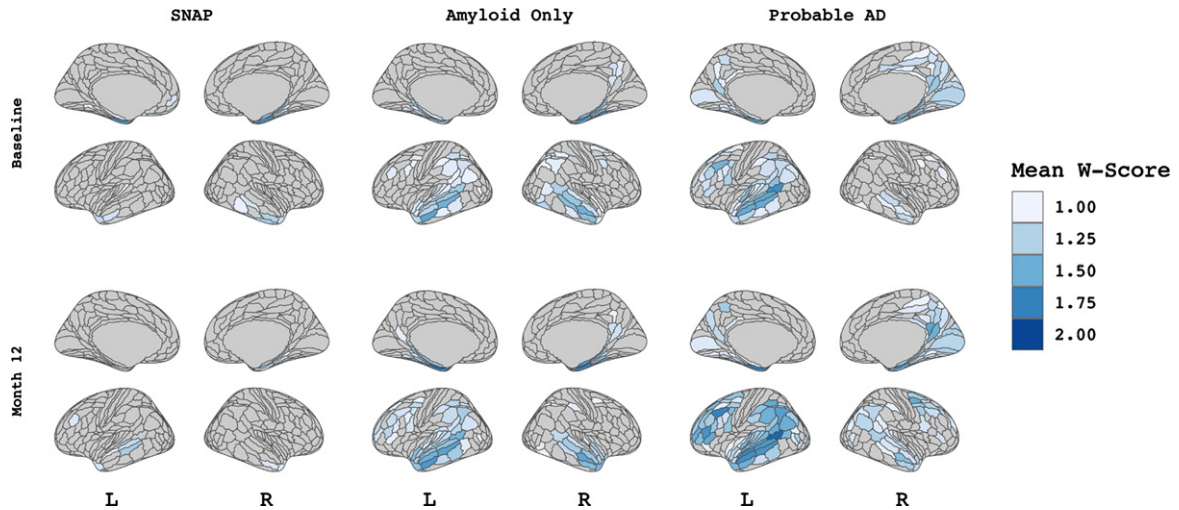 SNAP
Amyloid Only
Probable AD
Baseline
Mean W-Score
1.00
1.25
1.50
1.75
2.00
Month 12
L
R
L
R
L
R